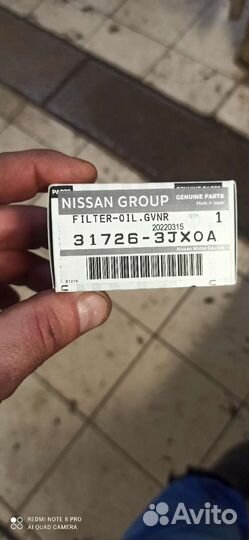 NISSAN GROUP
GENUINE PARTS
Made in Japan
FILTER-OIL.GVNR
QTY 1
20220315
31726-3JX0A
REDMI NOTE 8 PRO
AI QUAD CAMERA
Avito